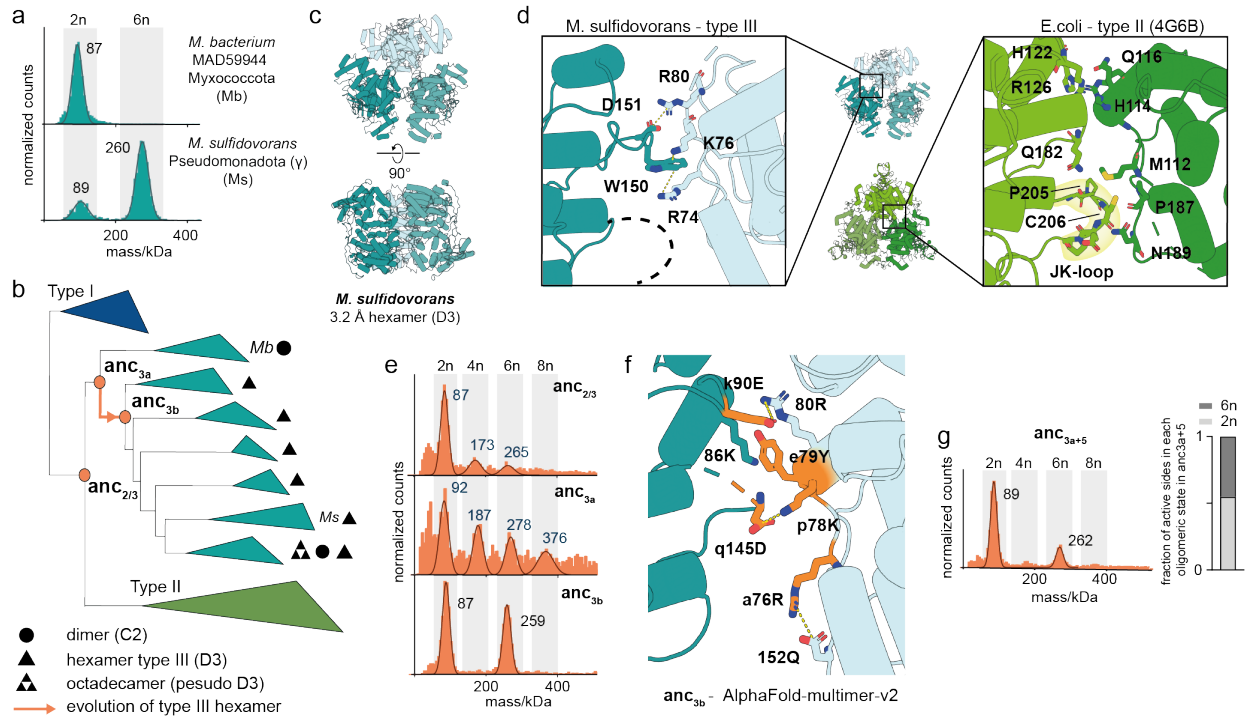 a
2n
6n
87
M. bacterium
MAD59944
Myxococcota
(Mb)
260
89
M. sulfidovorans
Pseudomonadota (γ)
(Ms)
normalized counts
200
400
mass/kDa
b
Type I
Mb
anc3a
anc3b
anc2/3
Ms
Type II
dimer (C2)
hexamer type III (D3)
octadecamer (pesudo D3)
evolution of type III hexamer
c
90°
M. sulfidovorans
3.2 Å hexamer (D3)
d
M. sulfidovorans - type III
R80
D151
K76
W150
R74
E.coli - type II (4G6B)
H122
Q116
R126
H114
Q182
M112
P205
P187
C206
N189
JK-loop
e
2n
4n
6n
8n
anc2/3
87
173
265
anc3a
92
187
278
376
anc3b
87
259
normalized counts
200
400
mass/kDa
f
k90E
80R
86K
e79Y
p78K
q145D
a76R
152Q
anc3b - AlphaFold-multimer-v2
g
anc3a+5
2n
4n
6n
8n
89
262
normalized counts
200
400
mass/kDa
6n
2n
1
0
fraction of active sides in each
oligomeric state in anc3a+5